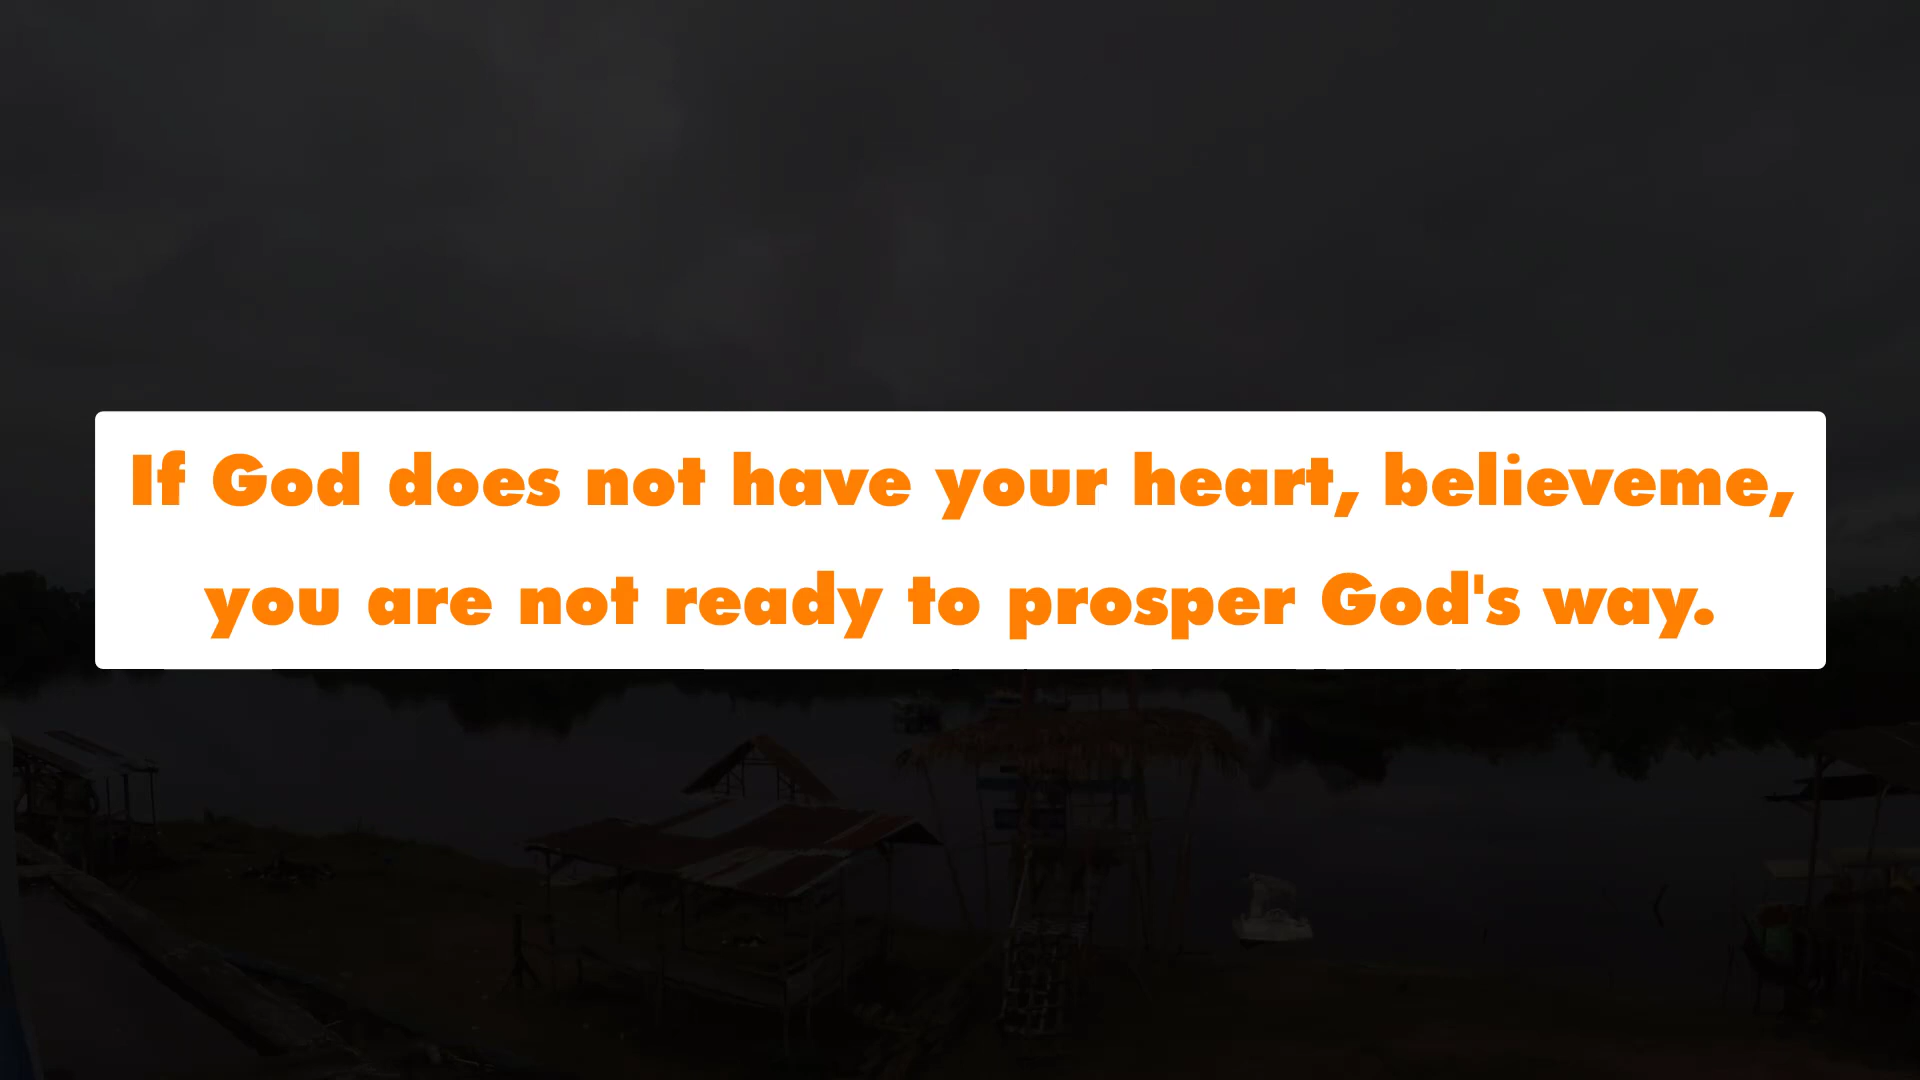 If God does not have your heart, believeme,
you are not ready to prosper God's way.